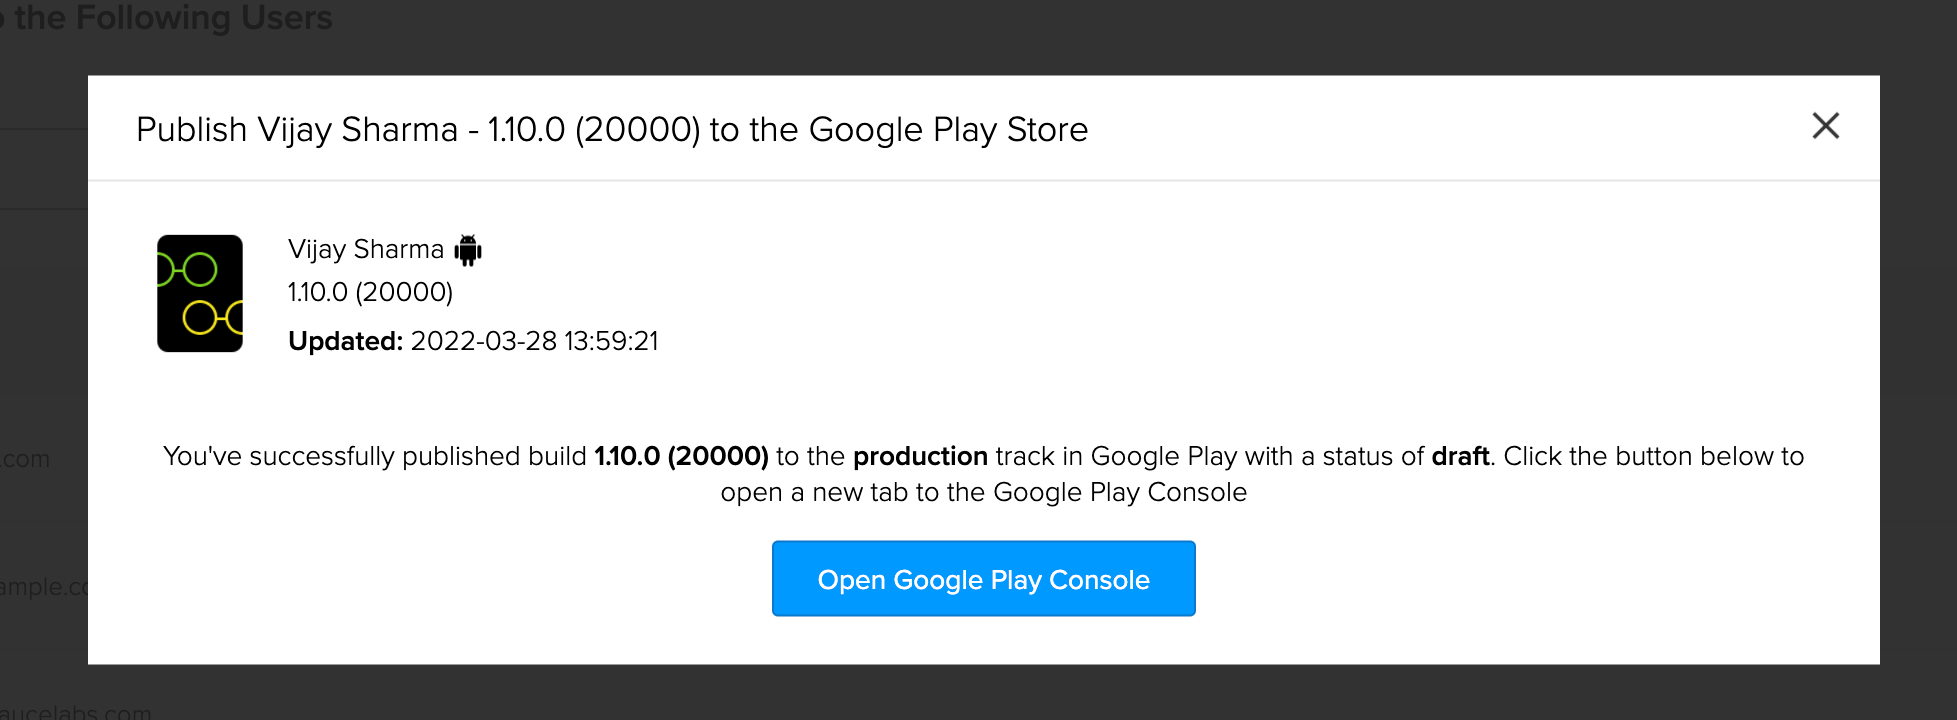 the Following Users
Publish Vijay Sharma - 1.10.0 (20000) to the Google Play Store
Vijay Sharma
1.10.0 (20000)
Updated: 2022-03-28 13:59:21
.com
You've successfully published build 1.10.0 (20000) to the production track in Google Play with a status of draft. Click the button below to
open a new tab to the Google Play Console
Open Google Play Console
ample.co
aucelabs.com